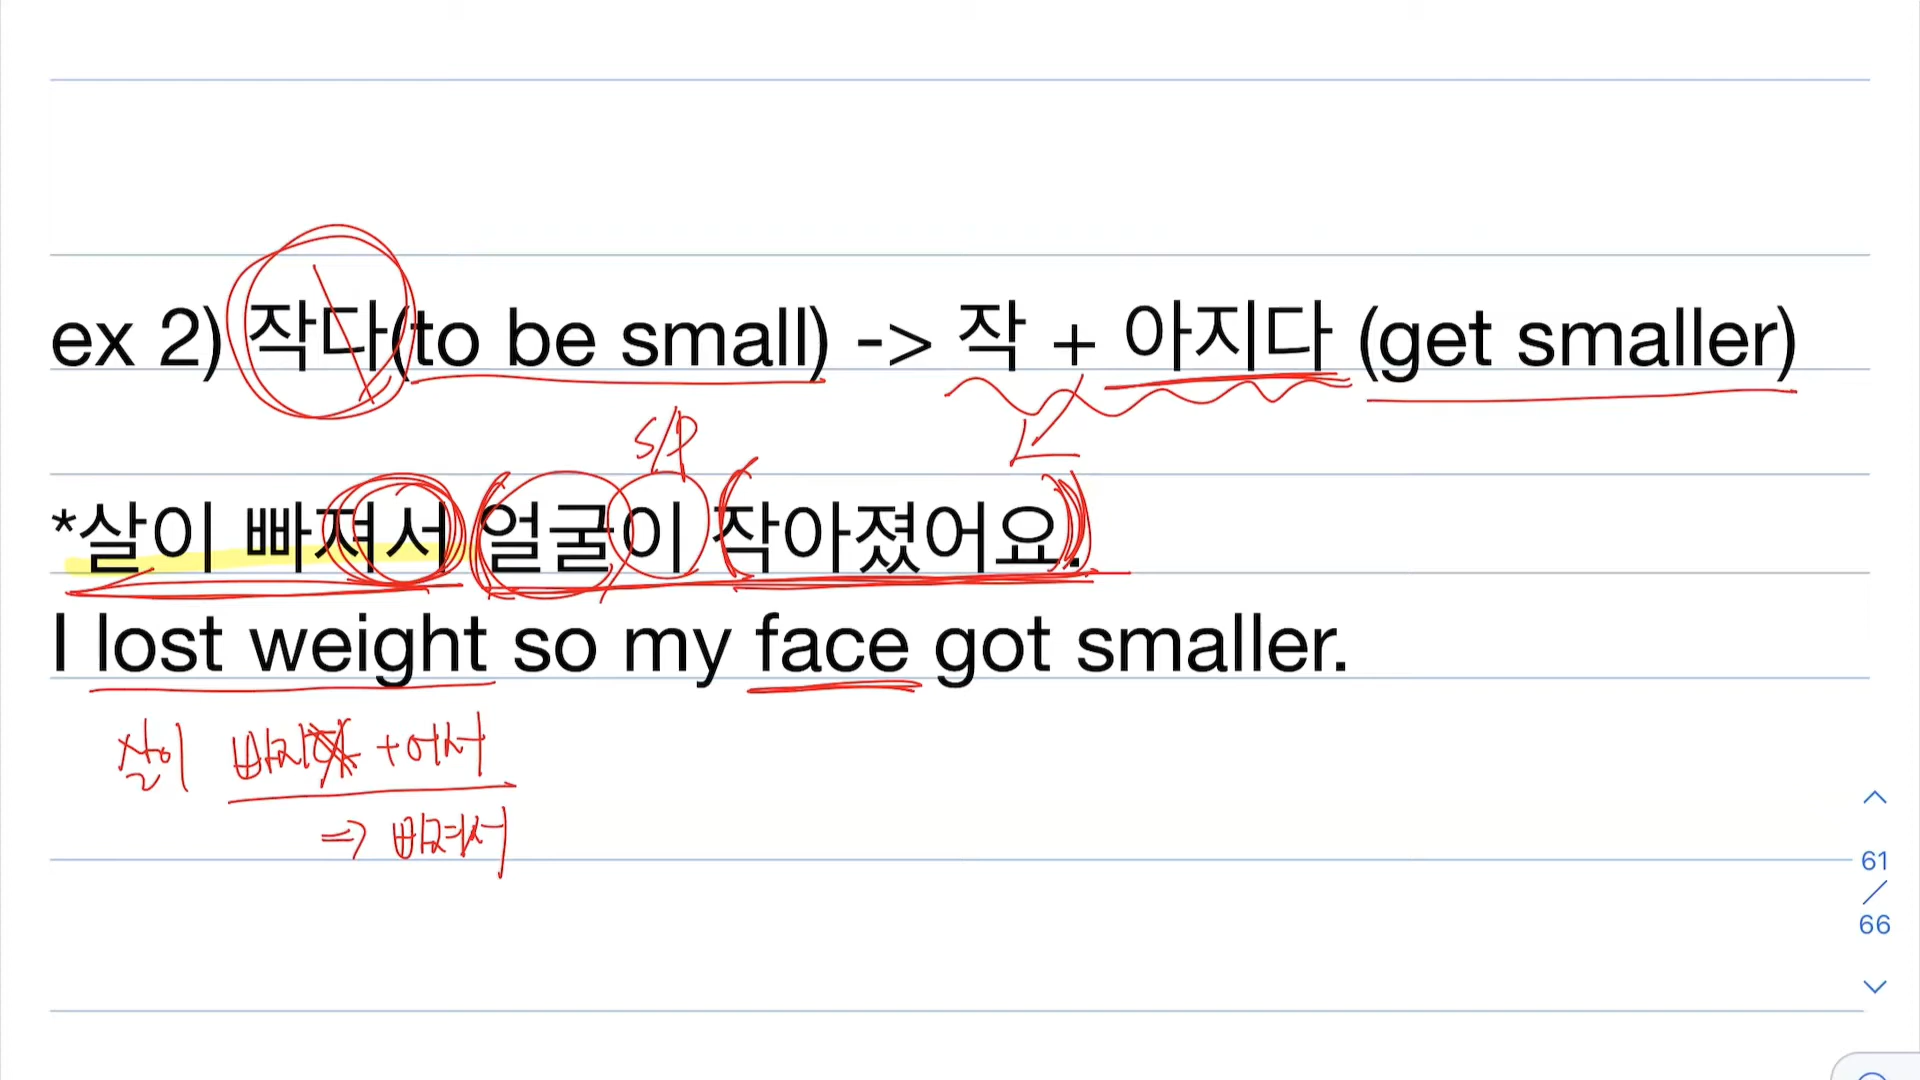 ex 2) 작다(to be small) -> 작 + 아지다 (get smaller)
S/P
*살이 빠져서 얼굴이 작아졌어요.
I lost weight so my face got smaller.
살이 빠지다 + 어서
⇒ 빠져서
61
/
66